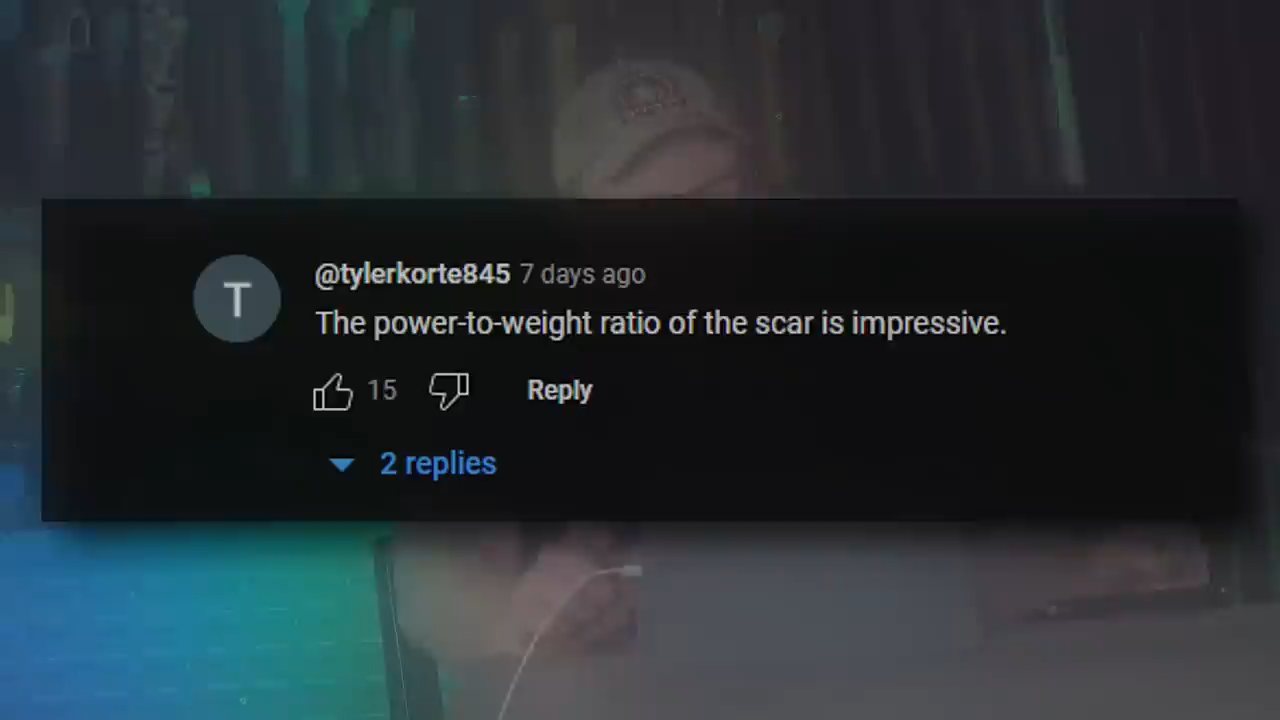 T
@tylerkorte845 7 days ago
The power-to-weight ratio of the scar is impressive.
15 Reply
2 replies